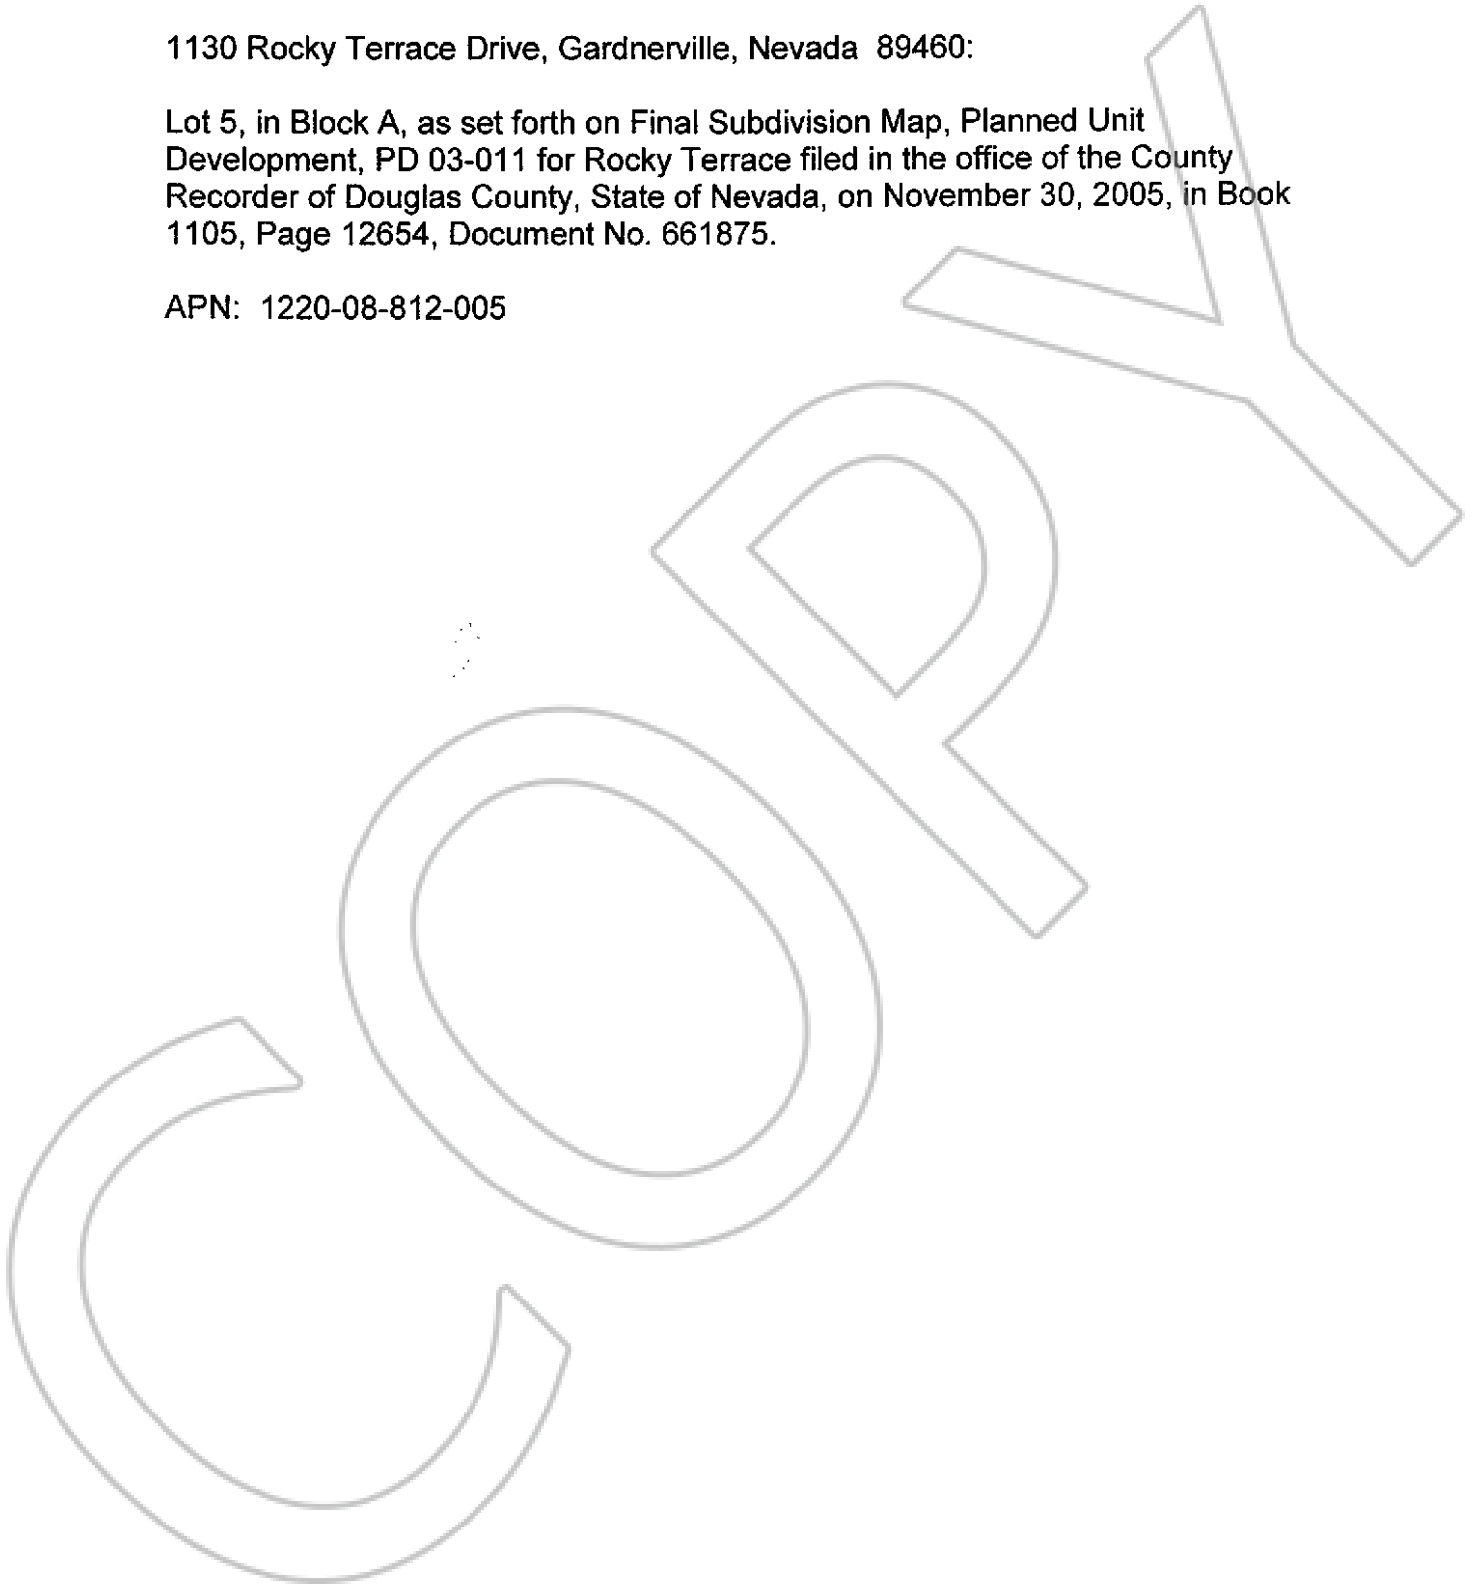 1130 Rocky Terrace Drive, Gardnerville, Nevada  89460:
Lot 5, in Block A, as set forth on Final Subdivision Map, Planned Unit
Development, PD 03-011 for Rocky Terrace filed in the office of the County
Recorder of Douglas County, State of Nevada, on November 30, 2005, in Book
1105, Page 12654, Document No. 661875.
APN:  1220-08-812-005
COPY